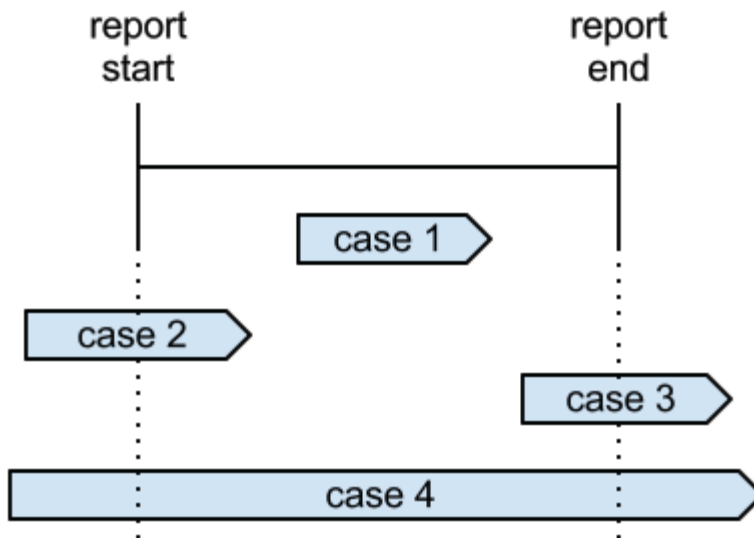 report
start
report
end
case 1
case 2
case 3
case 4